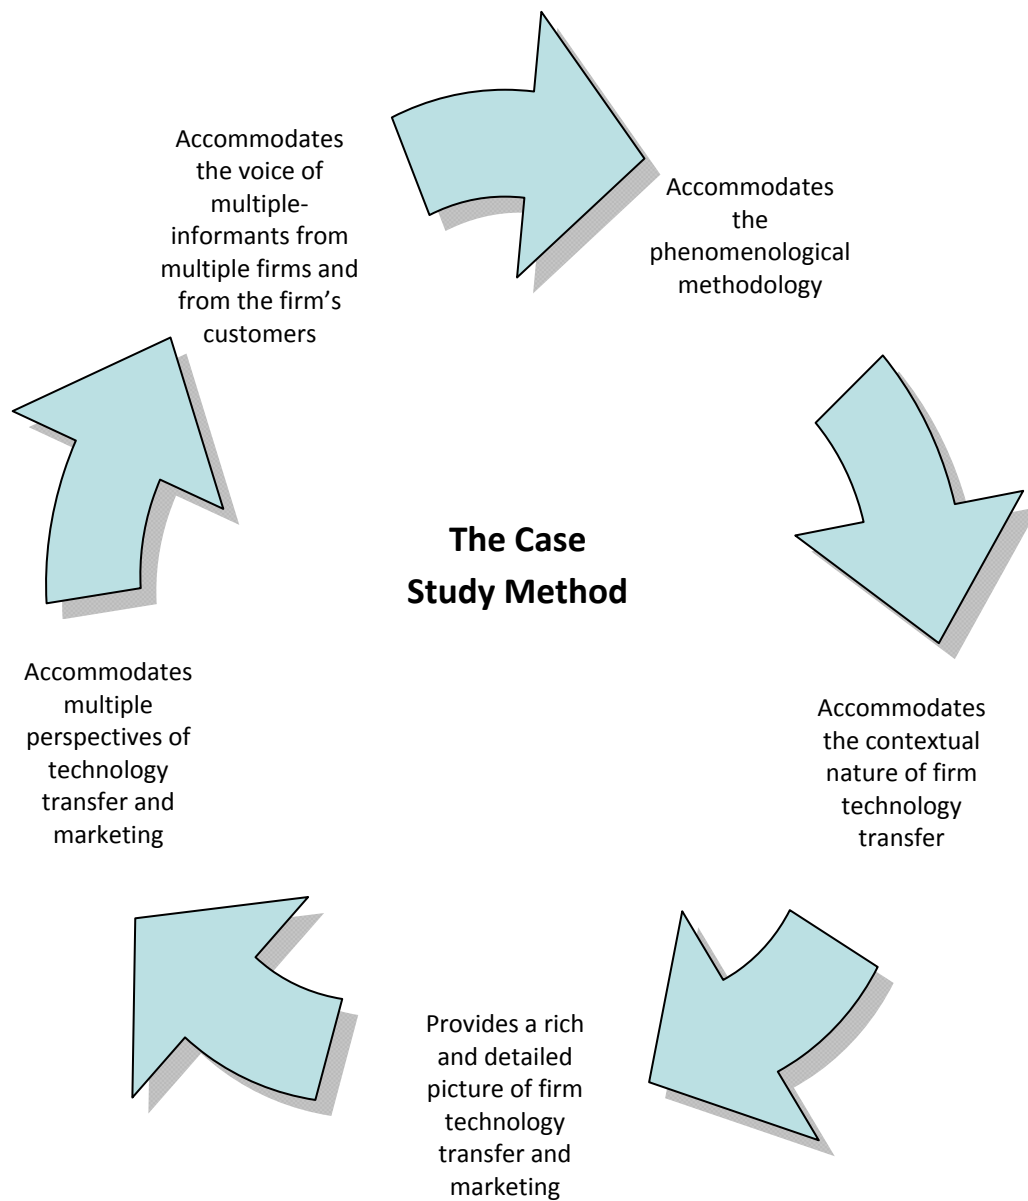 Accommodates
the voice of
multiple-
informants from
multiple firms and
from the firm’s
customers
Accommodates
the
phenomenological
methodology
The Case
Study Method
Accommodates
multiple
perspectives of
technology
transfer and
marketing
Accommodates
the contextual
nature of firm
technology
transfer
Provides a rich
and detailed
picture of firm
technology
transfer and
marketing